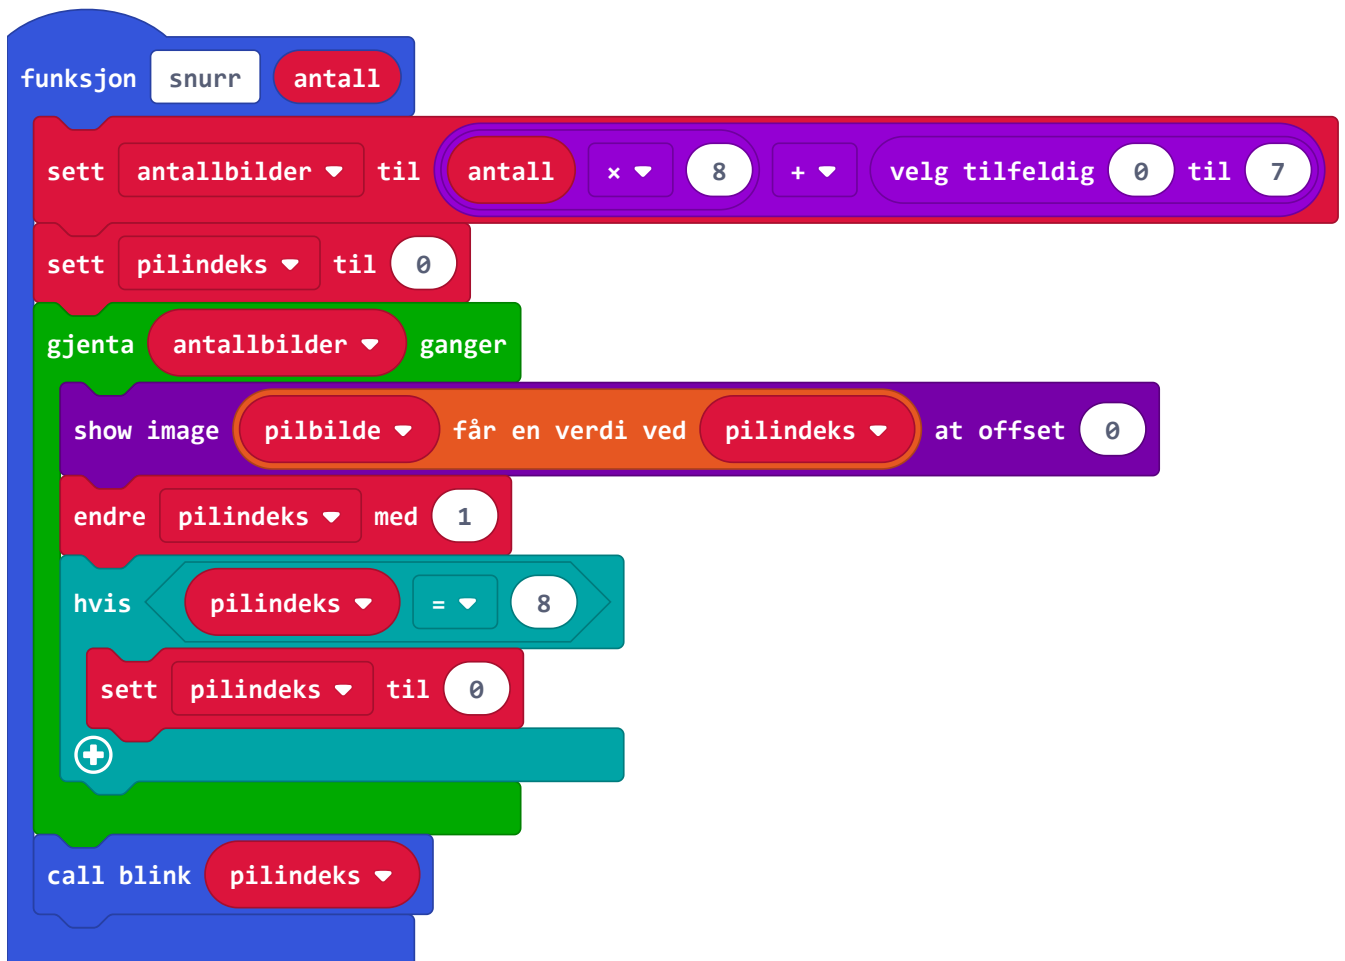 funksjon snurr antall
sett antallbilder til antall × 8 + velg tilfeldig 0 til 7
sett pilindeks til 0
gjenta antallbilder ganger
show image pilbilde får en verdi ved pilindeks at offset 0
endre pilindeks med 1
hvis pilindeks = 8
sett pilindeks til 0
call blink pilindeks